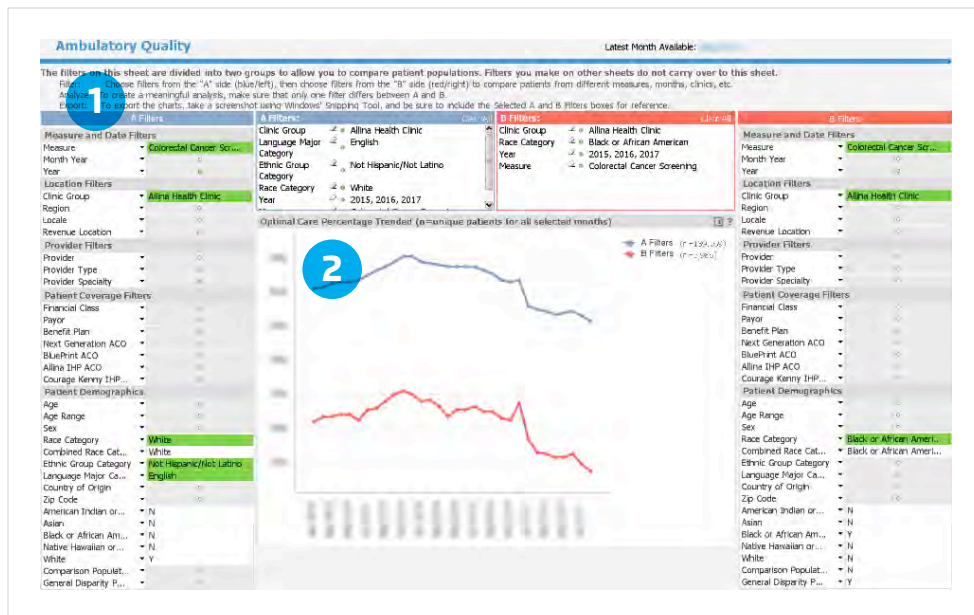 Ambulatory Quality
Latest Month Available:
The filters on this sheet are divided into two groups to allow you to compare patient populations. Filters you make on other sheets do not carry over to this sheet.
Filter: Choose filters from the "A" side (blue/left), then choose filters from the "B" side (red/right) to compare patients from different measures, months, clinics, etc.
Analyze: To create a meaningful analysis, make sure that only one filter differs between A and B.
Export: To export the charts, take a screenshot using Windows' Snipping Tool, and be sure to include the Selected A and B Filters boxes for reference.
1
A Filters
Measure and Date Filters
Measure Colorectal Cancer Scr...
Month Year
Year
Location Filters
Clinic Group Allina Health Clinic
Region
Locale
Revenue Location
Provider Filters
Provider
Provider Type
Provider Specialty
Patient Coverage Filters
Financial Class
Payor
Benefit Plan
Next Generation ACO
BluePrint ACO
Allina IHP ACO
Courage Kenny IHP...
Patient Demographics
Age
Age Range
Sex
Race Category White
Combined Race Cat... White
Ethnic Group Category Not Hispanic/Not Latino
Language Major Ca... English
Country of Origin
Zip Code
American Indian or... N
Asian N
Black or African Am... N
Native Hawaiian or... N
White Y
Comparison Populat...
General Disparity P...
A Filters: Clear All
Clinic Group Allina Health Clinic
Language Major Category English
Ethnic Group Category Not Hispanic/Not Latino
Race Category White
Year 2015, 2016, 2017
B Filters: Clear All
Clinic Group Allina Health Clinic
Race Category Black or African American
Year 2015, 2016, 2017
Measure Colorectal Cancer Screening
Optimal Care Percentage Trended (n=unique patients for all selected months) ?
2
A Filters
B Filters
B Filters
Measure and Date Filters
Measure Colorectal Cancer Scr...
Month Year
Year
Location Filters
Clinic Group Allina Health Clinic
Region
Locale
Revenue Location
Provider Filters
Provider
Provider Type
Provider Specialty
Patient Coverage Filters
Financial Class
Payor
Benefit Plan
Next Generation ACO
BluePrint ACO
Allina IHP ACO
Courage Kenny IHP...
Patient Demographics
Age
Age Range
Sex
Race Category Black or African Ameri...
Combined Race Cat... Black or African Ameri...
Ethnic Group Category
Language Major Ca...
Country of Origin
Zip Code
American Indian or... N
Asian N
Black or African Am... Y
Native Hawaiian or... N
White N
Comparison Populat... N
General Disparity P... Y